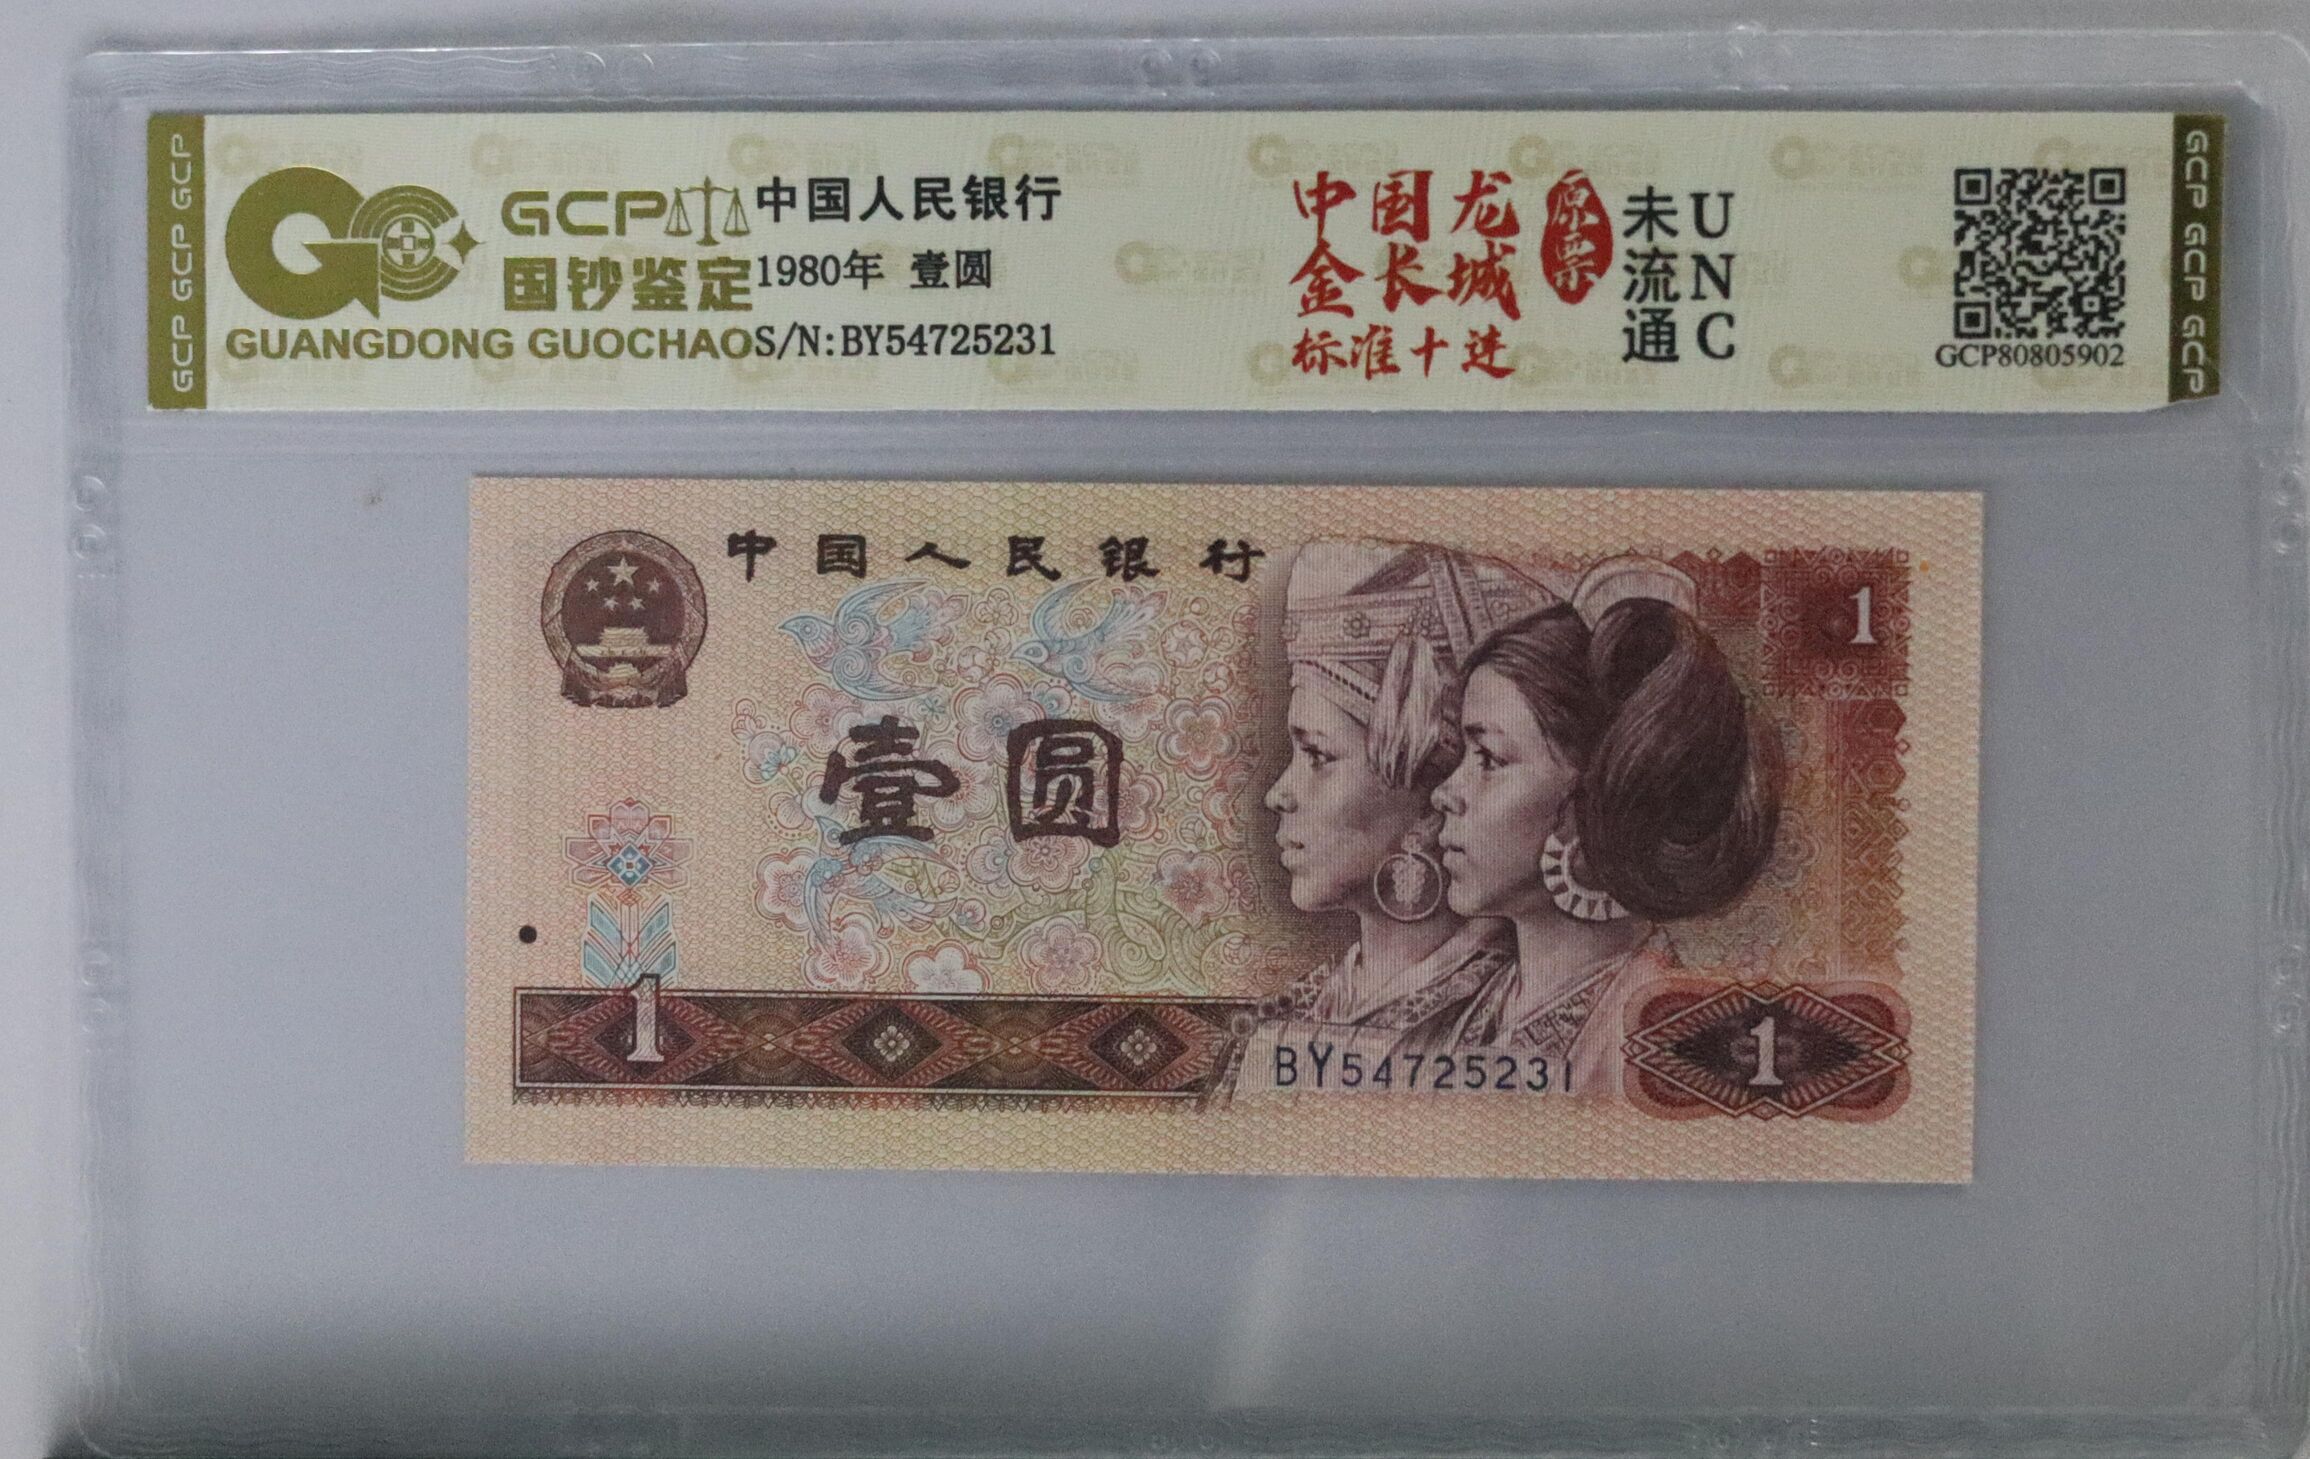 GCP GCP GCP
GCP
国钞鉴定
GUANGDONG GUOCHAO
中国人民银行
1980年 壹圆
S/N:BY54725231
中国龙
金长城
标准十进
原票
未流通
UNC
GCP80805902
GCP GCP GCP
中国人民银行
1
壹圆
1
BY54725231
1